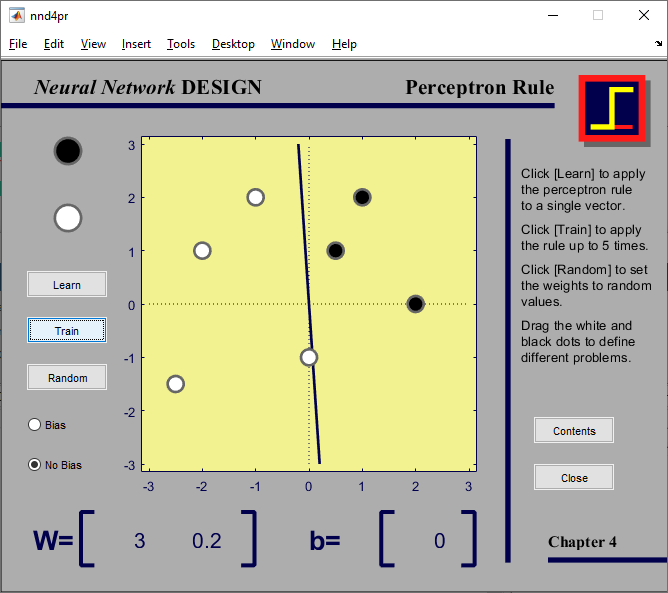 nnd4pr
File Edit View Insert Tools Desktop Window Help
Neural Network DESIGN
Perceptron Rule
Click [Learn] to apply
the perceptron rule
to a single vector.
Click [Train] to apply
the rule up to 5 times.
Click [Random] to set
the weights to random
values.
Drag the white and
black dots to define
different problems.
Learn
Train
Random
Bias
No Bias
3
2
1
0
-1
-2
-3
-3 -2 -1 0 1 2 3
Contents
Close
W= [ 3 0.2 ] b= [ 0 ]
Chapter 4